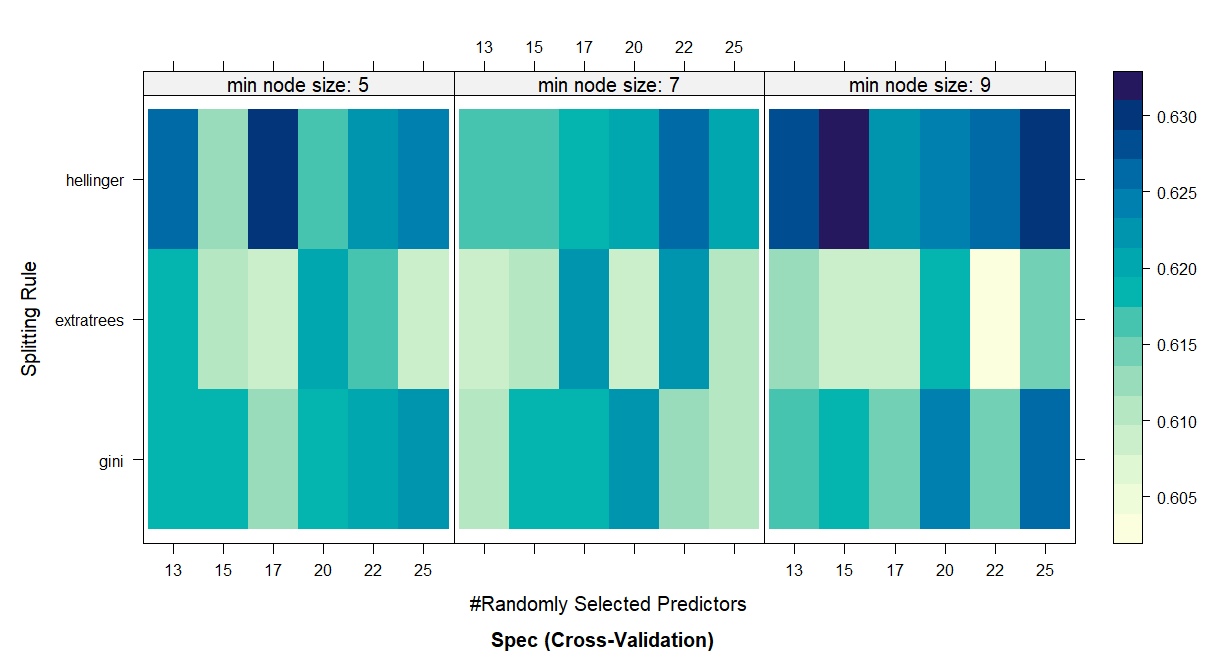 13 15 17 20 22 25
min node size: 5 min node size: 7 min node size: 9
hellinger
extratrees
gini
Splitting Rule
0.630
0.625
0.620
0.615
0.610
0.605
13 15 17 20 22 25 13 15 17 20 22 25
#Randomly Selected Predictors
Spec (Cross-Validation)